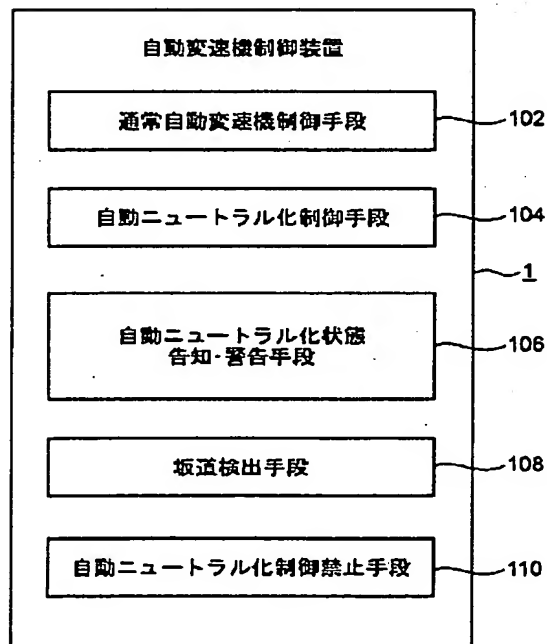 自動変速機制御装置
通常自動変速機制御手段
102
自動ニュートラル化制御手段
104
1
自動ニュートラル化状態
告知・警告手段
106
坂道検出手段
108
自動ニュートラル化制御禁止手段
110